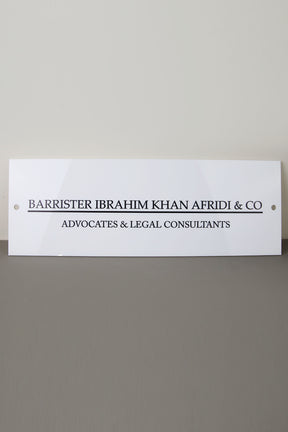 BARRISTER IBRAHIM KHAN AFRIDI & CO
ADVOCATES & LEGAL CONSULTANTS